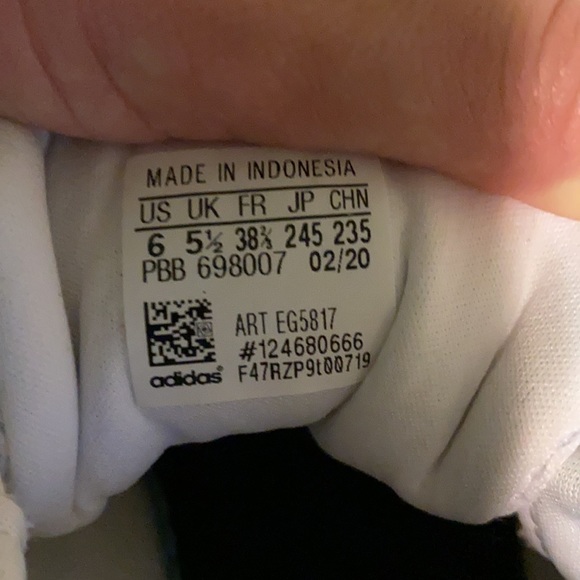 MADE IN INDONESIA
US UK FR JP CHN
6 5½ 38⅔ 245 235
PBB 698007 02/20
ART EG5817
#124680666
F47RZP9t00719
adidas